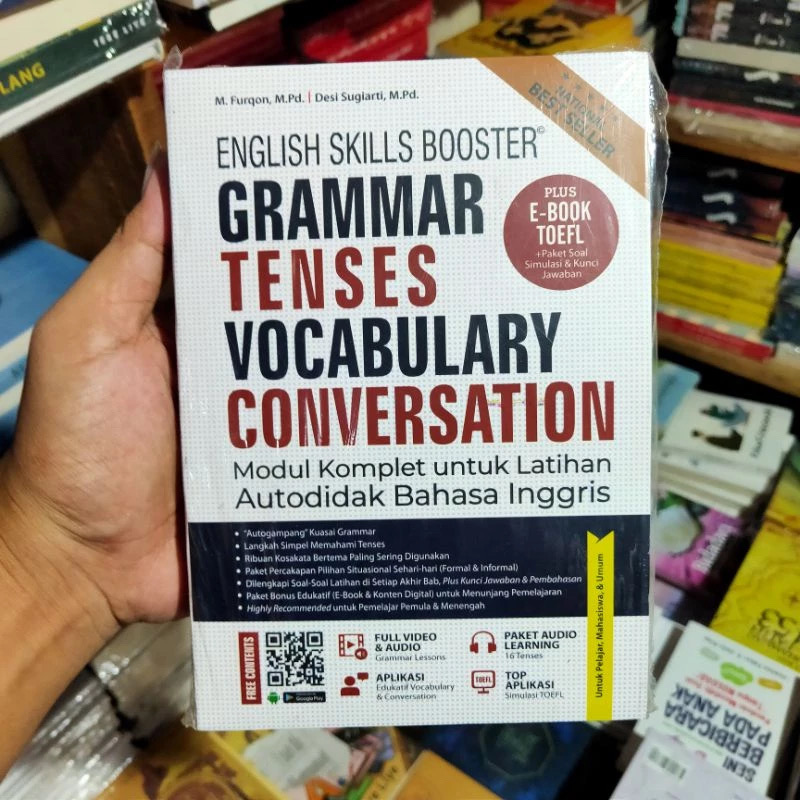 M. Furqon, M.Pd. | Desi Sugiarti, M.Pd.
NATIONAL
BEST SELLER
ENGLISH SKILLS BOOSTER©
GRAMMAR
TENSES
VOCABULARY
CONVERSATION
PLUS
E-BOOK
TOEFL
+Paket Soal
Simulasi & Kunci
Jawaban
Modul Komplet untuk Latihan
Autodidak Bahasa Inggris
• "Autogampang" Kuasai Grammar
• Langkah Simpel Memahami Tenses
• Ribuan Kosakata Bertema Paling Sering Digunakan
• Paket Percakapan Pilihan Situasional Sehari-hari (Formal & Informal)
• Dilengkapi Soal-Soal Latihan di Setiap Akhir Bab, Plus Kunci Jawaban & Pembahasan
• Paket Bonus Edukatif (E-Book & Konten Digital) untuk Menunjang Pemelajaran
• Highly Recommended untuk Pemelajar Pemula & Menengah
Untuk Pelajar, Mahasiswa, & Umum
FREE CONTENTS
Google Play
FULL VIDEO
& AUDIO
Grammar Lessons
APLIKASI
Edukatif Vocabulary
& Conversation
PAKET AUDIO
LEARNING
16 Tenses
TOEFL
TOP
APLIKASI
Simulasi TOEFL
LANG
TERE LIYE
SENI
BERBICARA
PADA ANAK